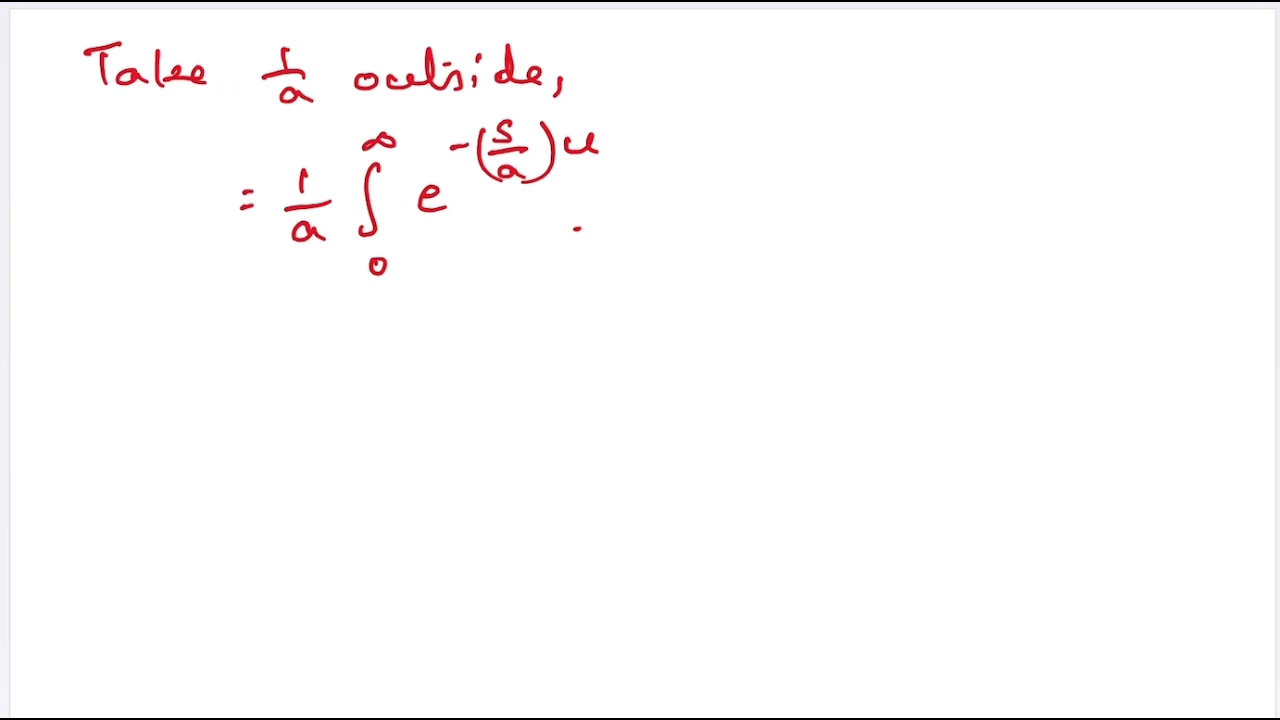 Take 1/a outside,
= 1/a ∫₀^∞ e^{-(s/a)u} .